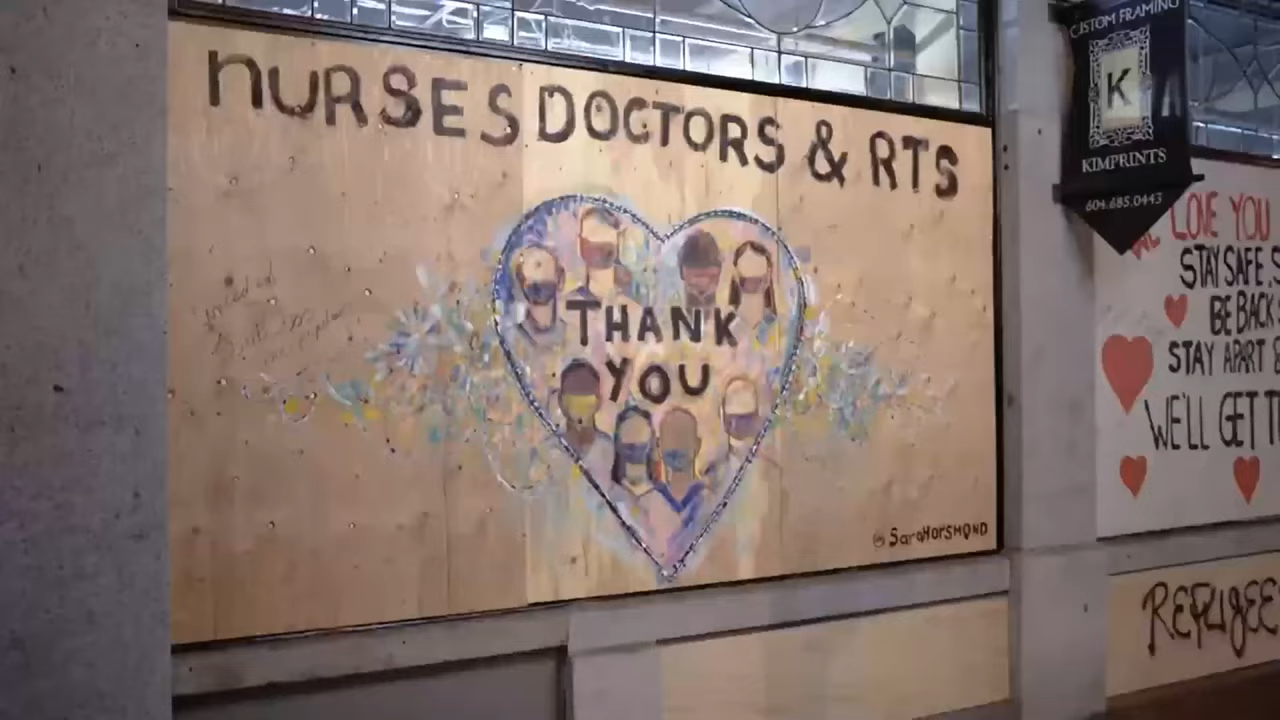 NURSES DOCTORS & RTS
THANK
YOU
@SaraHORSMOND
CUSTOM FRAMING
K
KIMPRINTS
604.685.0443
LOVE YOU
STAY SAFE.
BE BACK
STAY APART &
WE'LL GET
REFUGEE